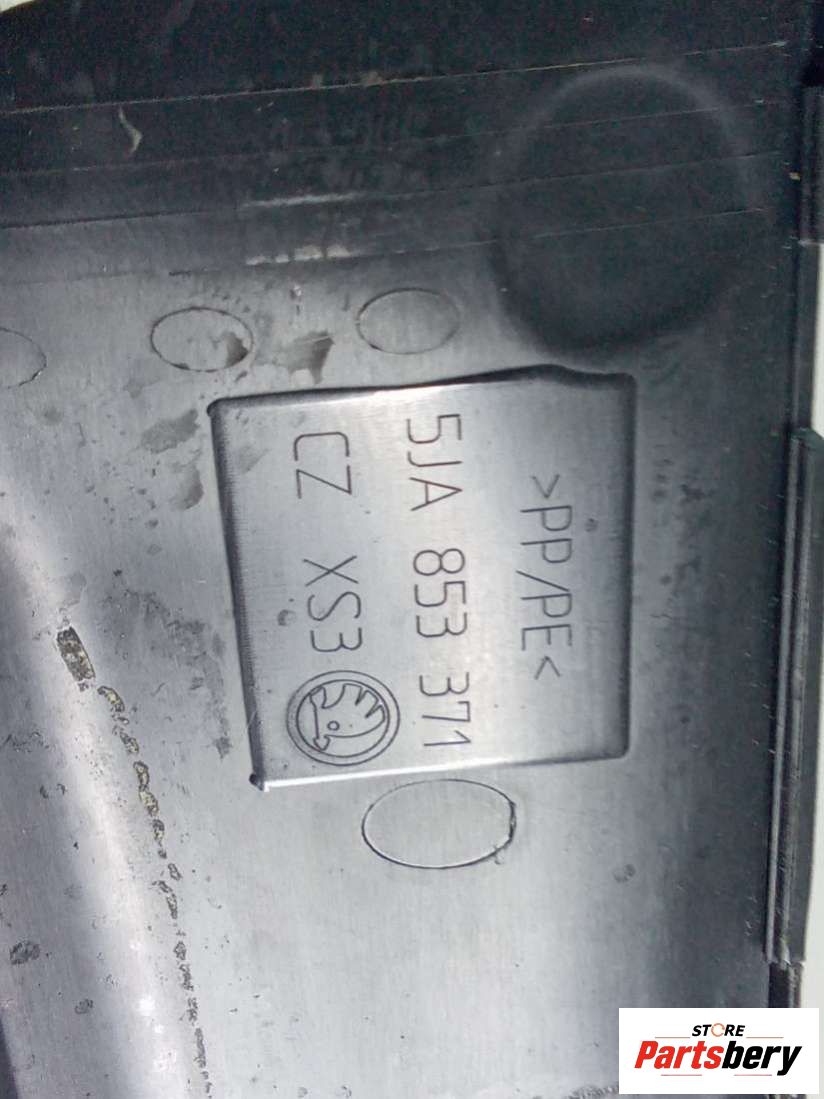 >PP/PE<
5JA 853 371
CZ XS3
STORE
Partsbery